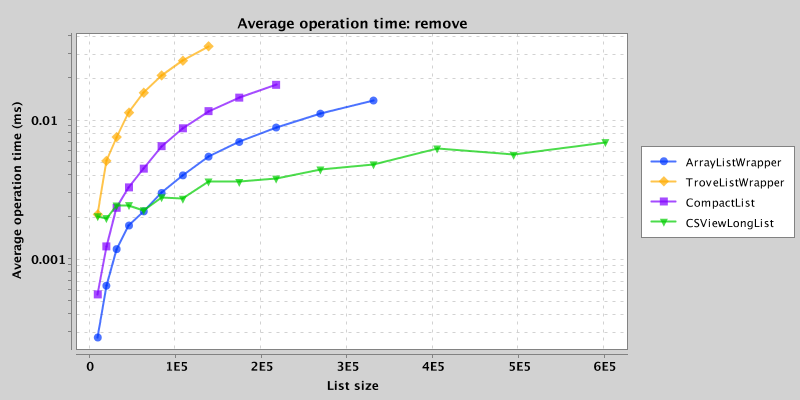 Average operation time: remove
Average operation time (ms)
0.01
0.001
0 1E5 2E5 3E5 4E5 5E5 6E5
List size
ArrayListWrapper
TroveListWrapper
CompactList
CSViewLongList